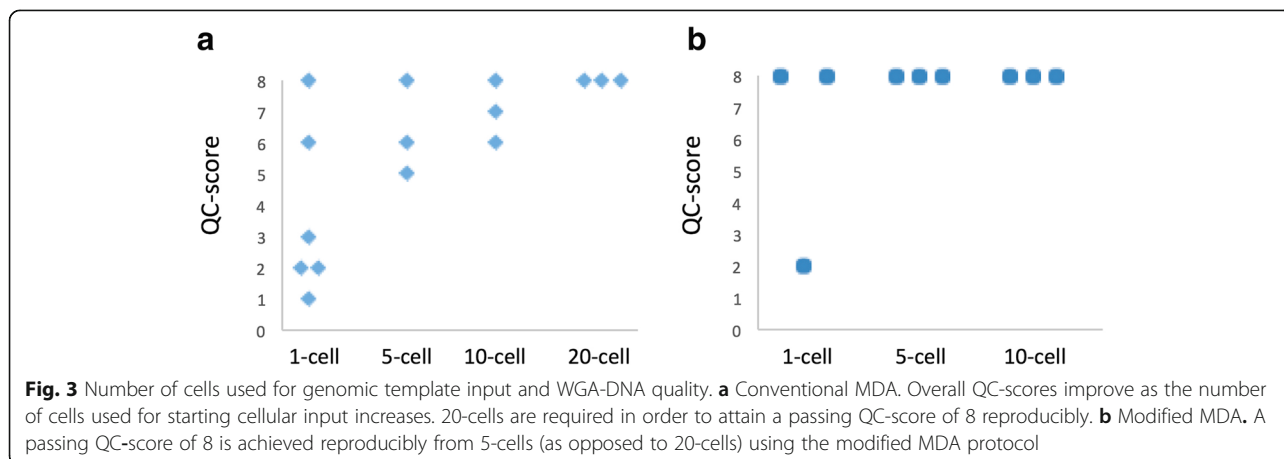 a
QC-score
8
7
6
5
4
3
2
1
0
1-cell 5-cell 10-cell 20-cell
b
QC-score
8
7
6
5
4
3
2
1
0
1-cell 5-cell 10-cell
Fig. 3 Number of cells used for genomic template input and WGA-DNA quality. a Conventional MDA. Overall QC-scores improve as the number
of cells used for starting cellular input increases. 20-cells are required in order to attain a passing QC-score of 8 reproducibly. b Modified MDA. A
passing QC-score of 8 is achieved reproducibly from 5-cells (as opposed to 20-cells) using the modified MDA protocol